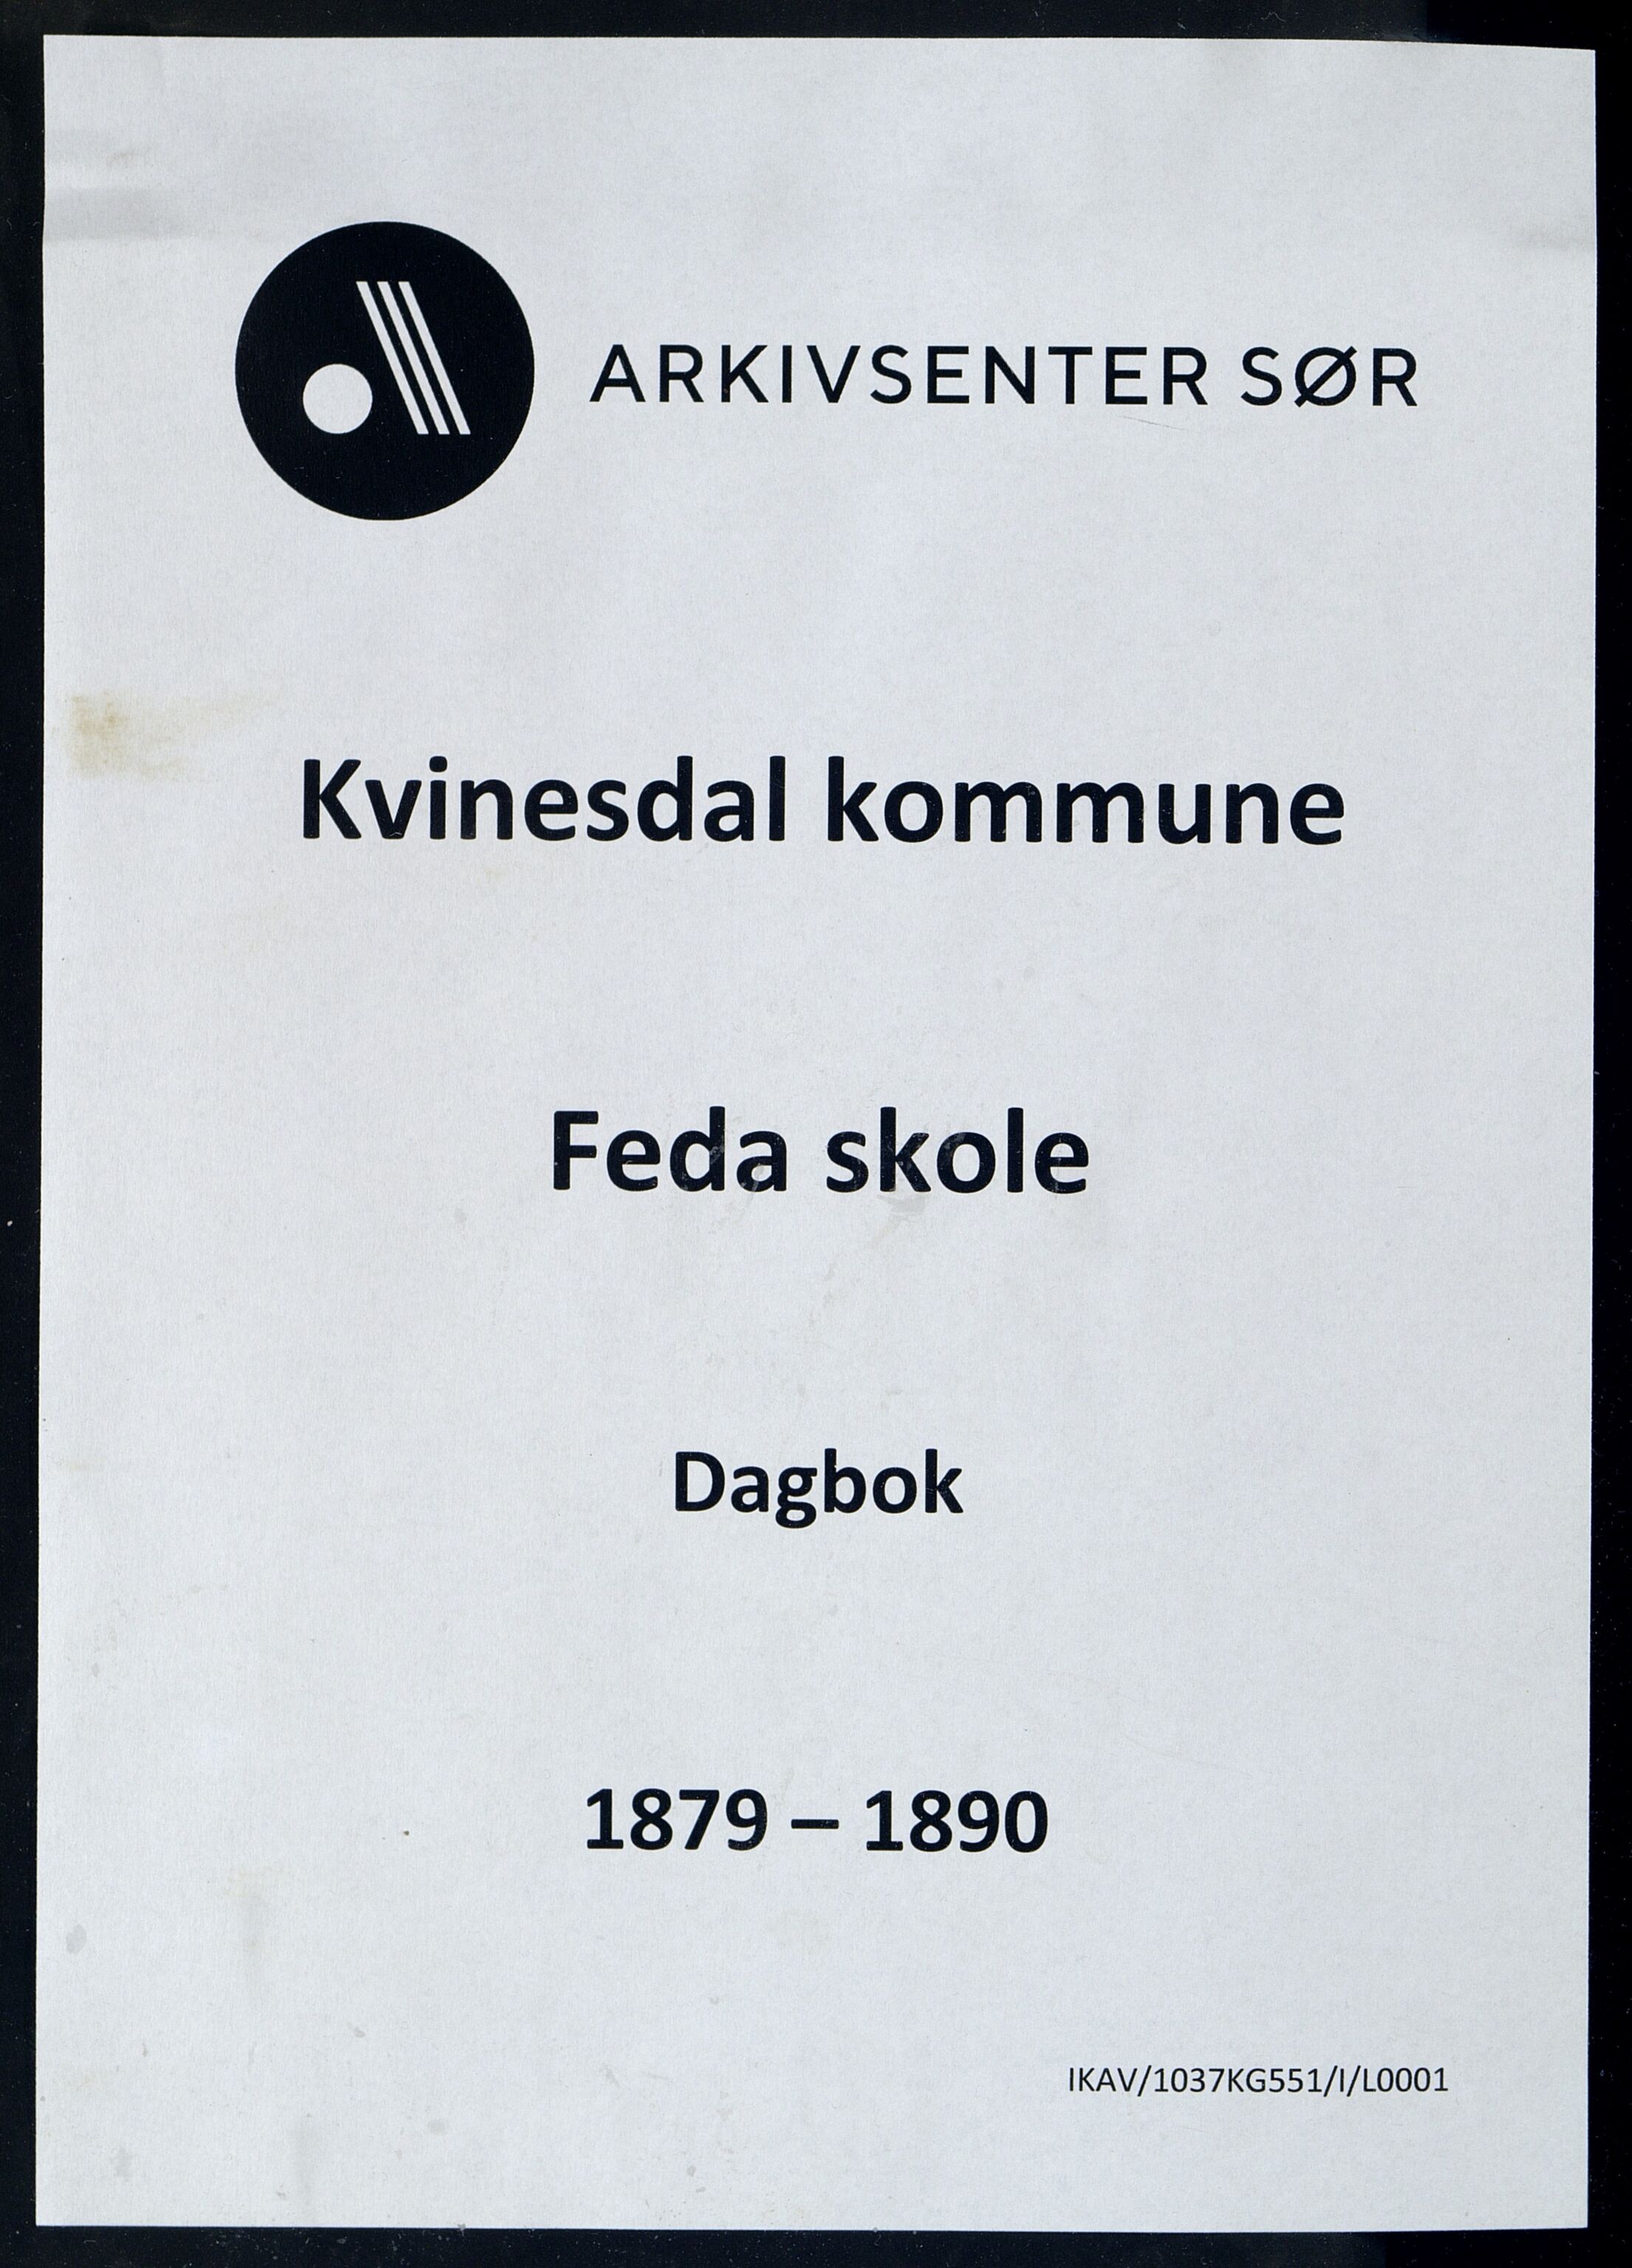 ARKIVSENTER SØR
Kvinesdal kommune
Feda skole
Dagbok
1879 – 1890
IKAV/1037KG551/I/L0001